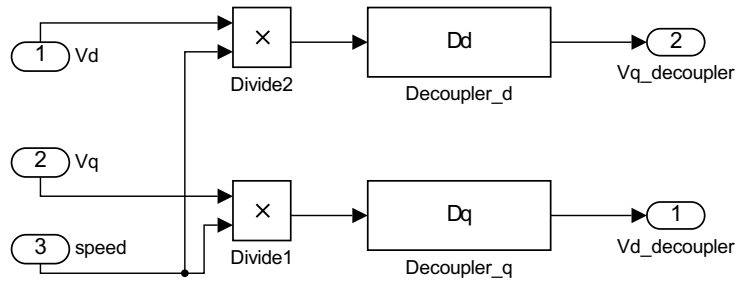 1
Vd
×
Divide2
Dd
Decoupler_d
2
Vq_decoupler
2
Vq
3
speed
×
Divide1
Dq
Decoupler_q
1
Vd_decoupler